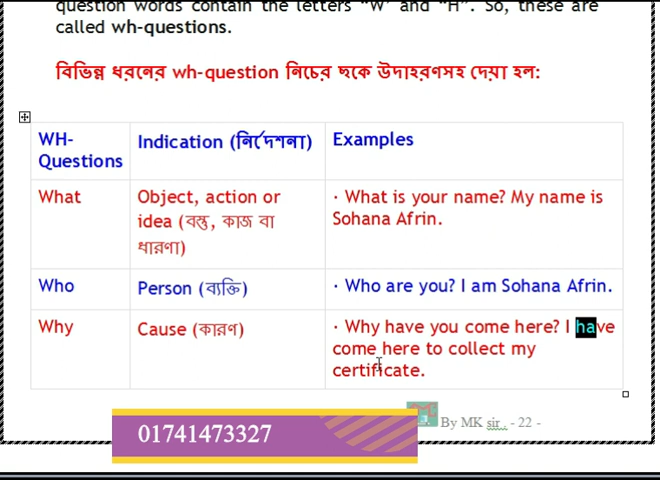 question words contain the letters "W" and "H". So, these are
called wh-questions.
বিভিন্ন ধরনের wh-question নিচের ছকে উদাহরণসহ দেয়া হল:
WH-
Questions
Indication (নির্দেশনা)
Examples
What
Object, action or
idea (বস্তু, কাজ বা
ধারণা)
· What is your name? My name is
Sohana Afrin.
Who
Person (ব্যক্তি)
· Who are you? I am Sohana Afrin.
Why
Cause (কারণ)
· Why have you come here? I have
come here to collect my
certificate.
By MK sir . - 22 -
01741473327